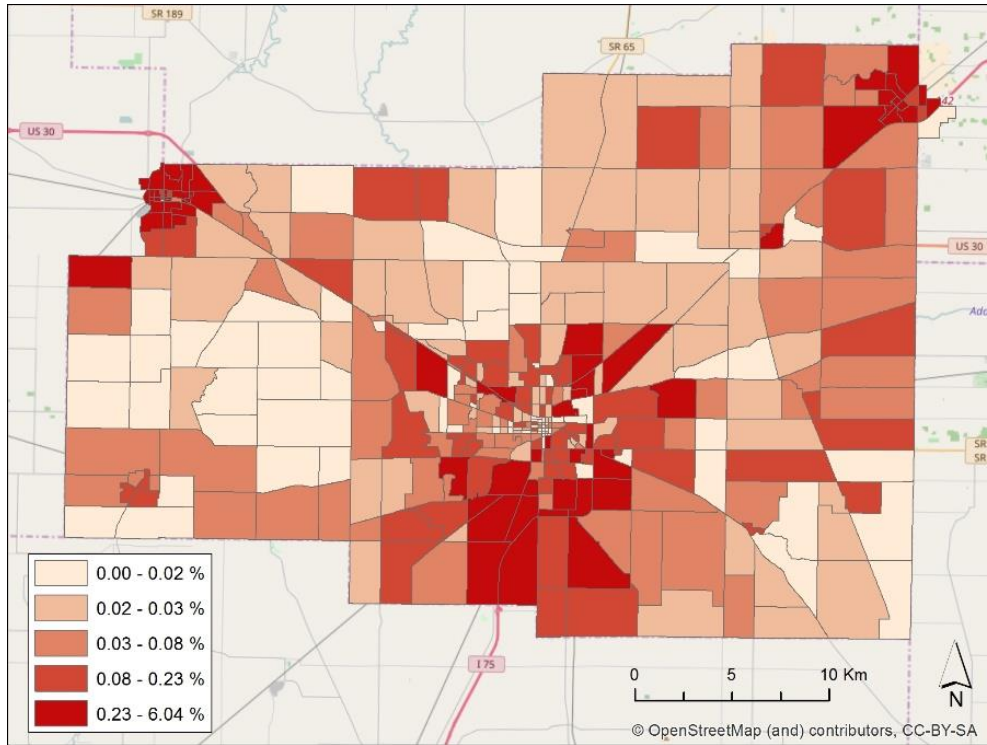 SR 189
SR 65
42
US 30
US 30
Ad
SR
SR
0.00 - 0.02 %
0.02 - 0.03 %
0.03 - 0.08 %
0.08 - 0.23 %
0.23 - 6.04 %
I 75
0 5 10 Km
N
© OpenStreetMap (and) contributors, CC-BY-SA